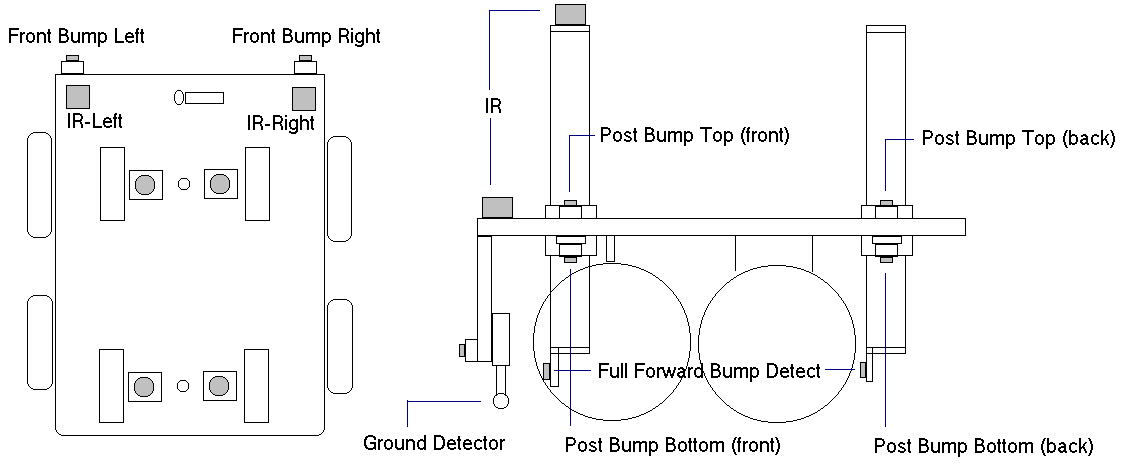 Front Bump Left
Front Bump Right
IR-Left
IR-Right
IR
Post Bump Top (front)
Post Bump Top (back)
Full Forward Bump Detect
Ground Detector
Post Bump Bottom (front)
Post Bump Bottom (back)